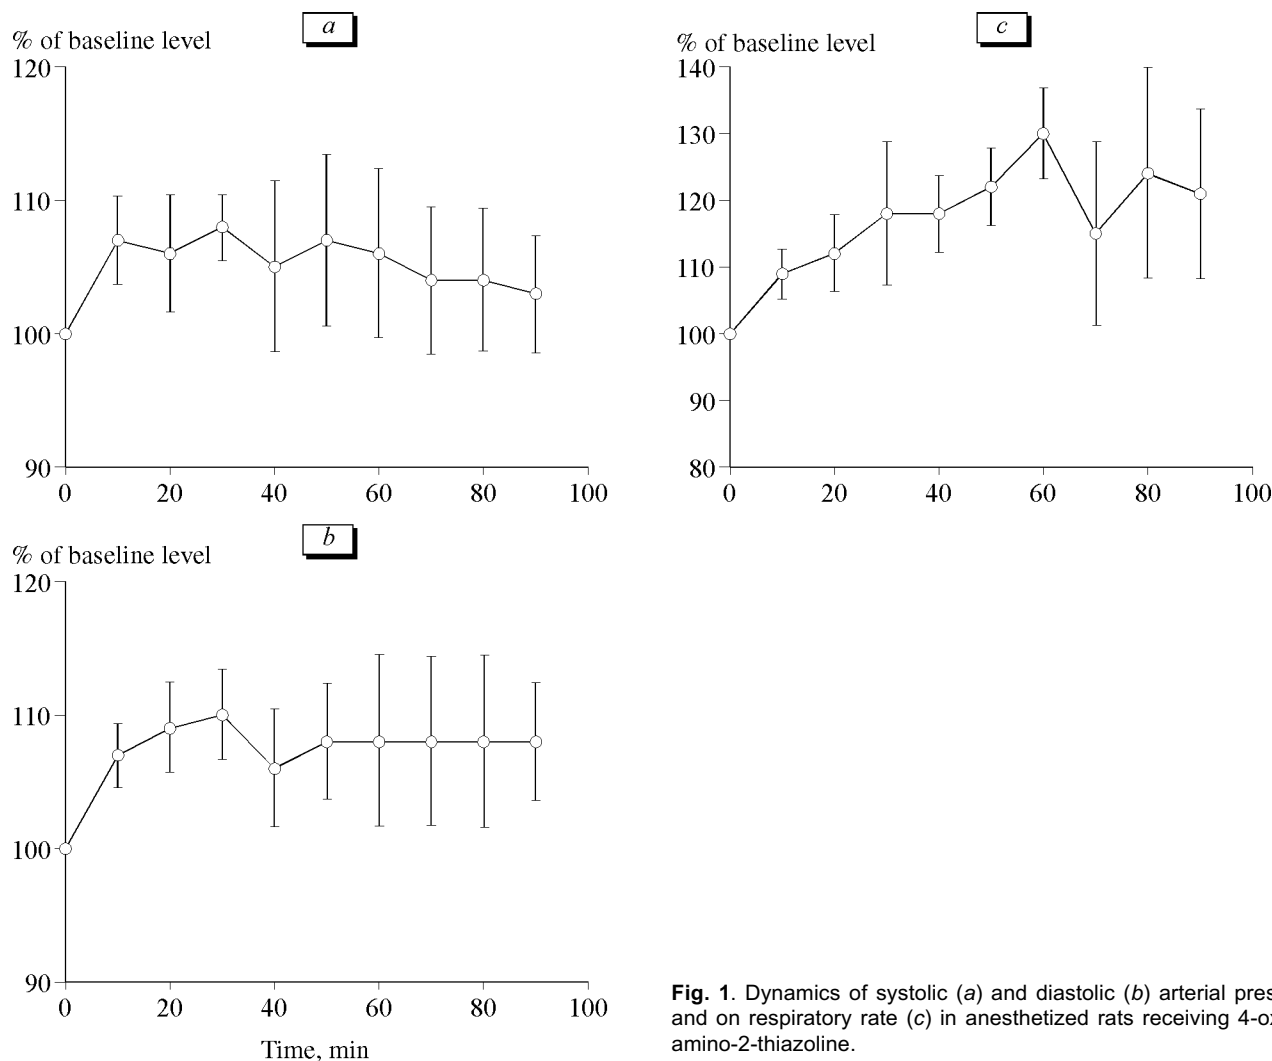 a
% of baseline level
120
110
100
90
0 20 40 60 80 100
c
% of baseline level
140
130
120
110
100
90
80
0 20 40 60 80 100
b
% of baseline level
120
110
100
90
0 20 40 60 80 100
Time, min
Fig. 1. Dynamics of systolic (a) and diastolic (b) arterial pres
and on respiratory rate (c) in anesthetized rats receiving 4-ox
amino-2-thiazoline.